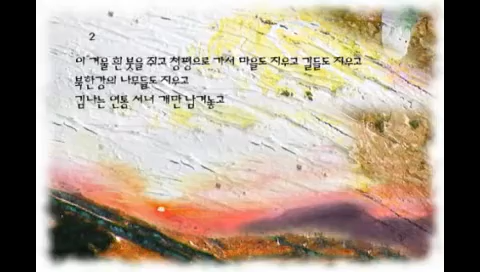 2
이 겨울 흰 붓을 쥐고 청평으로 가서 마을도 지우고 길들도 지우고
북한강의 나무들도 지우고
김나는 연통 서너 개만 남겨놓고